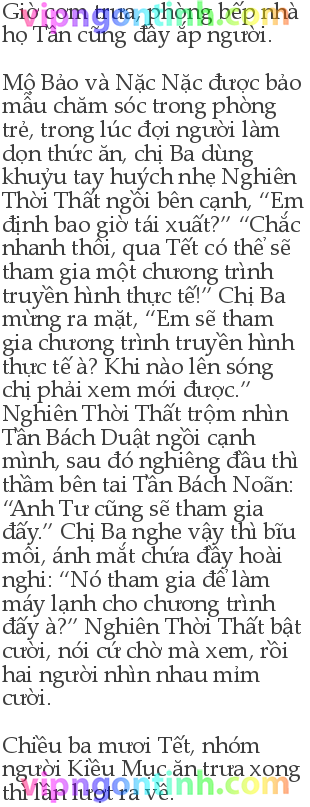 Giờ cơm trưa, phòng bếp nhà
họ Tần cũng đầy ắp người.
Mộ Bảo và Nặc Nặc được bảo
mẫu chăm sóc trong phòng
trẻ, trong lúc đợi người làm
dọn thức ăn, chị Ba dùng
khuỷu tay huých nhẹ Nghiên
Thời Thất ngồi bên cạnh, “Em
định bao giờ tái xuất?” “Chắc
nhanh thôi, qua Tết có thể sẽ
tham gia một chương trình
truyền hình thực tế!” Chị Ba
mừng ra mặt, “Em sẽ tham
gia chương trình truyền hình
thực tế à? Khi nào lên sóng
chị phải xem mới được.”
Nghiên Thời Thất trộm nhìn
Tần Bách Duật ngồi cạnh
mình, sau đó nghiêng đầu thì
thầm bên tai Tần Bách Noãn:
“Anh Tư cũng sẽ tham gia
đấy.” Chị Ba nghe vậy thì bĩu
môi, ánh mắt chứa đầy hoài
nghi: “Nó tham gia để làm
máy lạnh cho chương trình
đấy à?” Nghiên Thời Thất bật
cười, nói cứ chờ mà xem, rồi
hai người nhìn nhau mỉm
cười.
Chiều ba mươi Tết, nhóm
người Kiều Mục ăn trưa xong
thì lần lượt ra về.
vipngontinh.com
vipngontinh.com